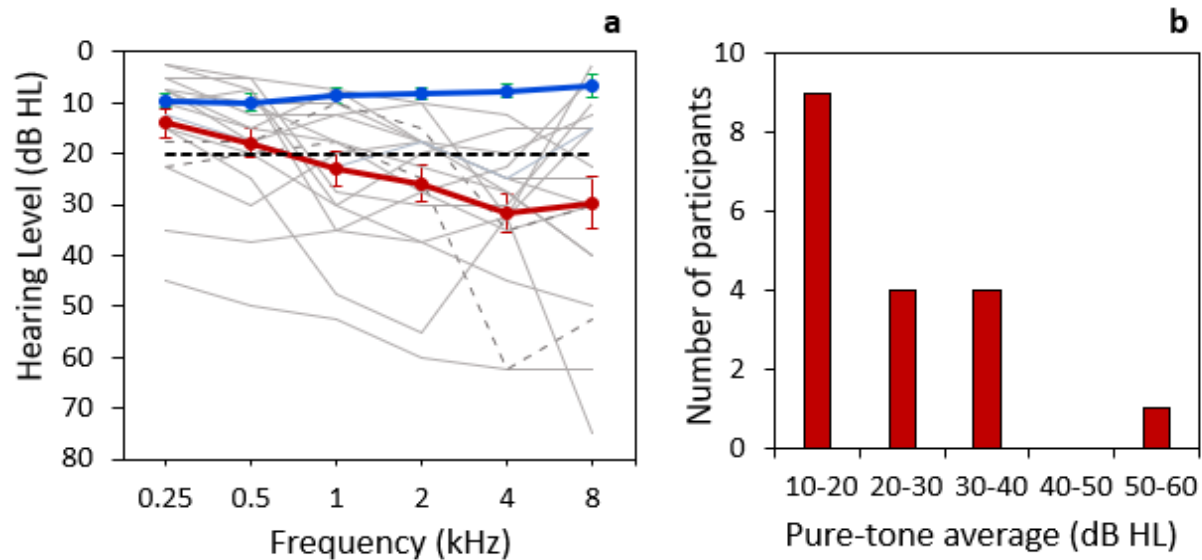 a
0
10
20
30
40
50
60
70
80
Hearing Level (dB HL)
0.25 0.5 1 2 4 8
Frequency (kHz)
b
10
8
6
4
2
0
Number of participants
10-20 20-30 30-40 40-50 50-60
Pure-tone average (dB HL)